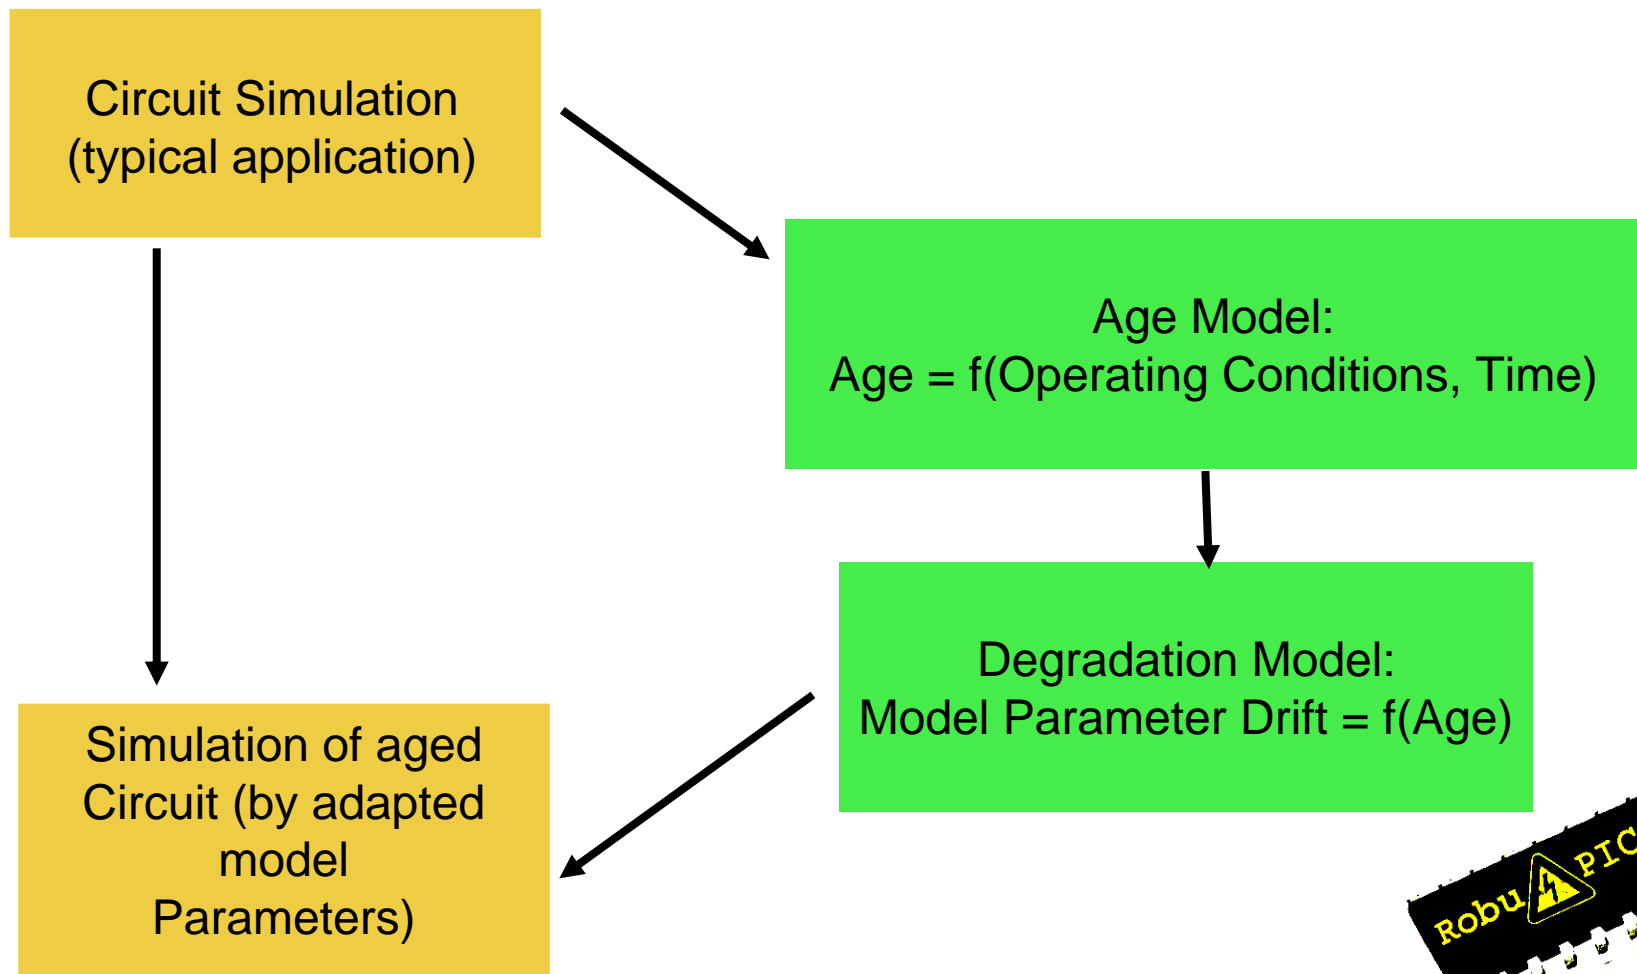 Circuit Simulation
(typical application)
Age Model:
Age = f(Operating Conditions, Time)
Degradation Model:
Model Parameter Drift = f(Age)
Simulation of aged
Circuit (by adapted
model
Parameters)
Robu PIC